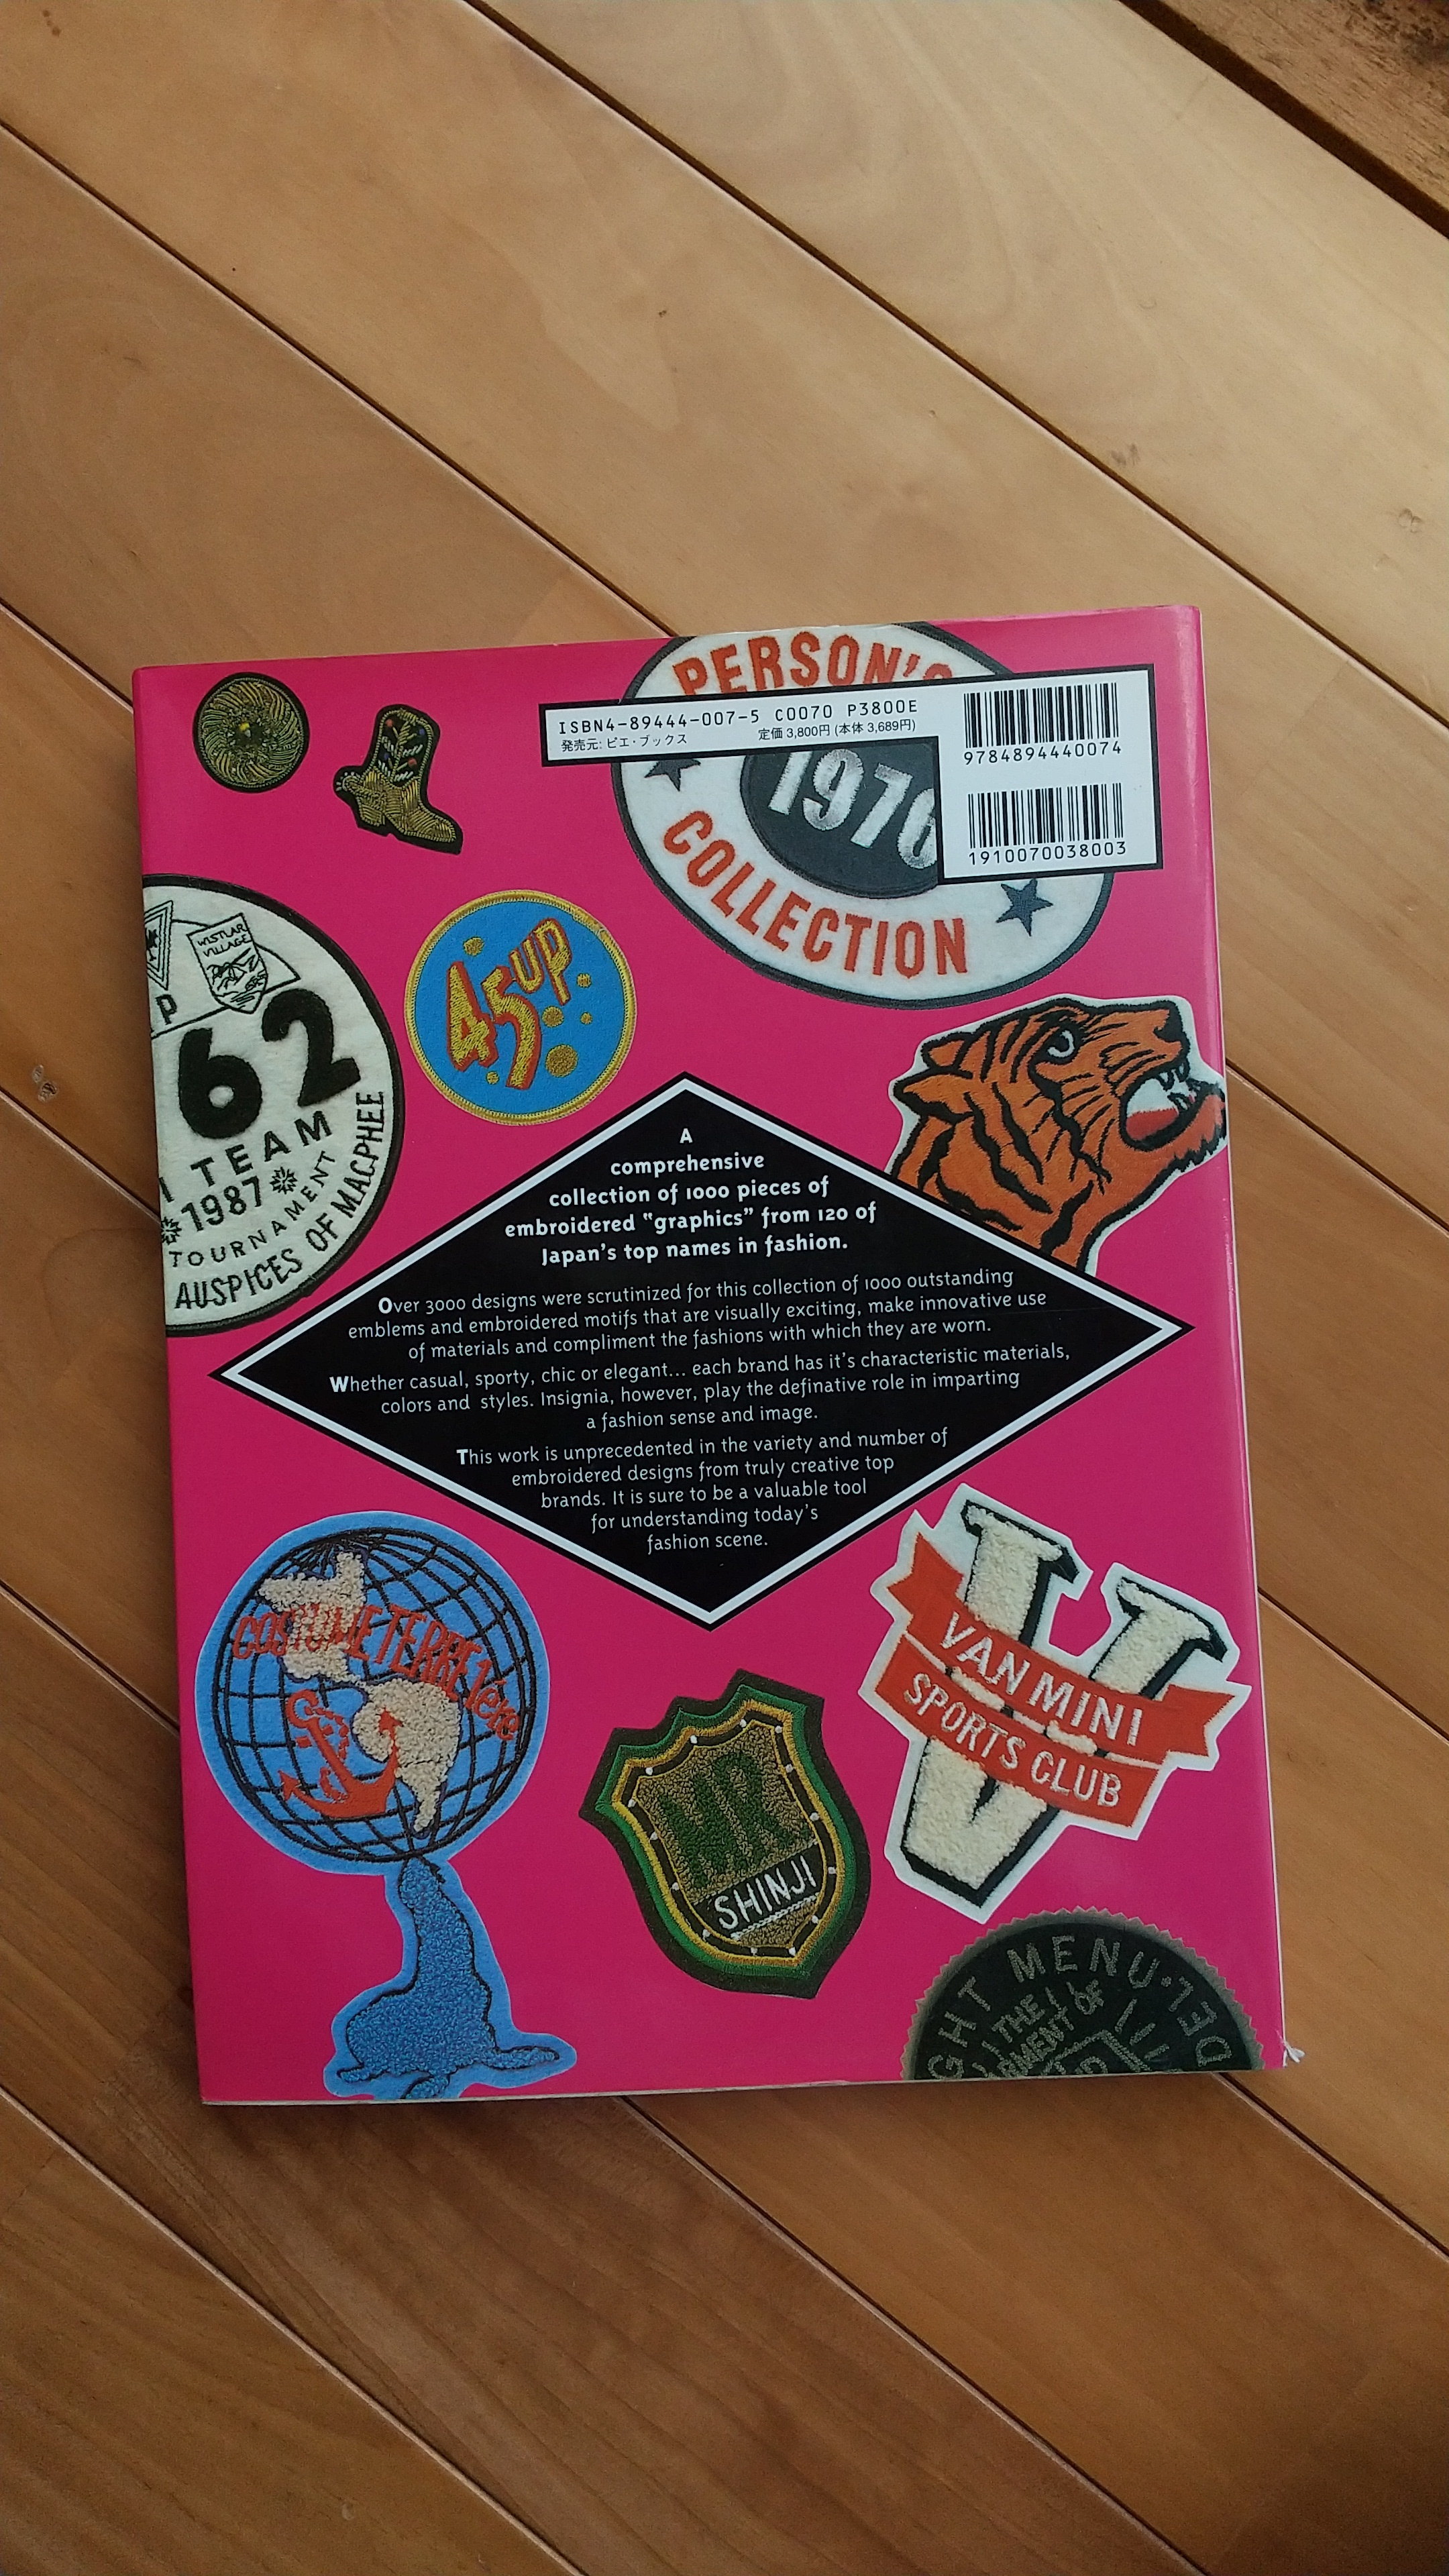 PERSON'S
ISBN4-89444-007-5 C0070 P3800E
発売元: ピエ・ブックス 定価 3,800円 (本体 3,689円)
9784894440074
1910070038003
COLLECTION
WISTLAR
VILLAGE
P
62
TEAM
1987
TOURNAMENT
AUSPICES OF MACPHEE
45UP
A
comprehensive
collection of 1000 pieces of
embroidered "graphics" from 120 of
Japan's top names in fashion.
Over 3000 designs were scrutinized for this collection of 1000 outstanding
emblems and embroidered motifs that are visually exciting, make innovative use
of materials and compliment the fashions with which they are worn.
Whether casual, sporty, chic or elegant... each brand has it's characteristic materials,
colors and styles. Insignia, however, play the definative role in imparting
a fashion sense and image.
This work is unprecedented in the variety and number of
embroidered designs from truly creative top
brands. It is sure to be a valuable tool
for understanding today's
fashion scene.
COSTUME TERRE 1ère
VAN MINI
SPORTS CLUB
MR.
SHINJI
GHT MENU
THE
OF